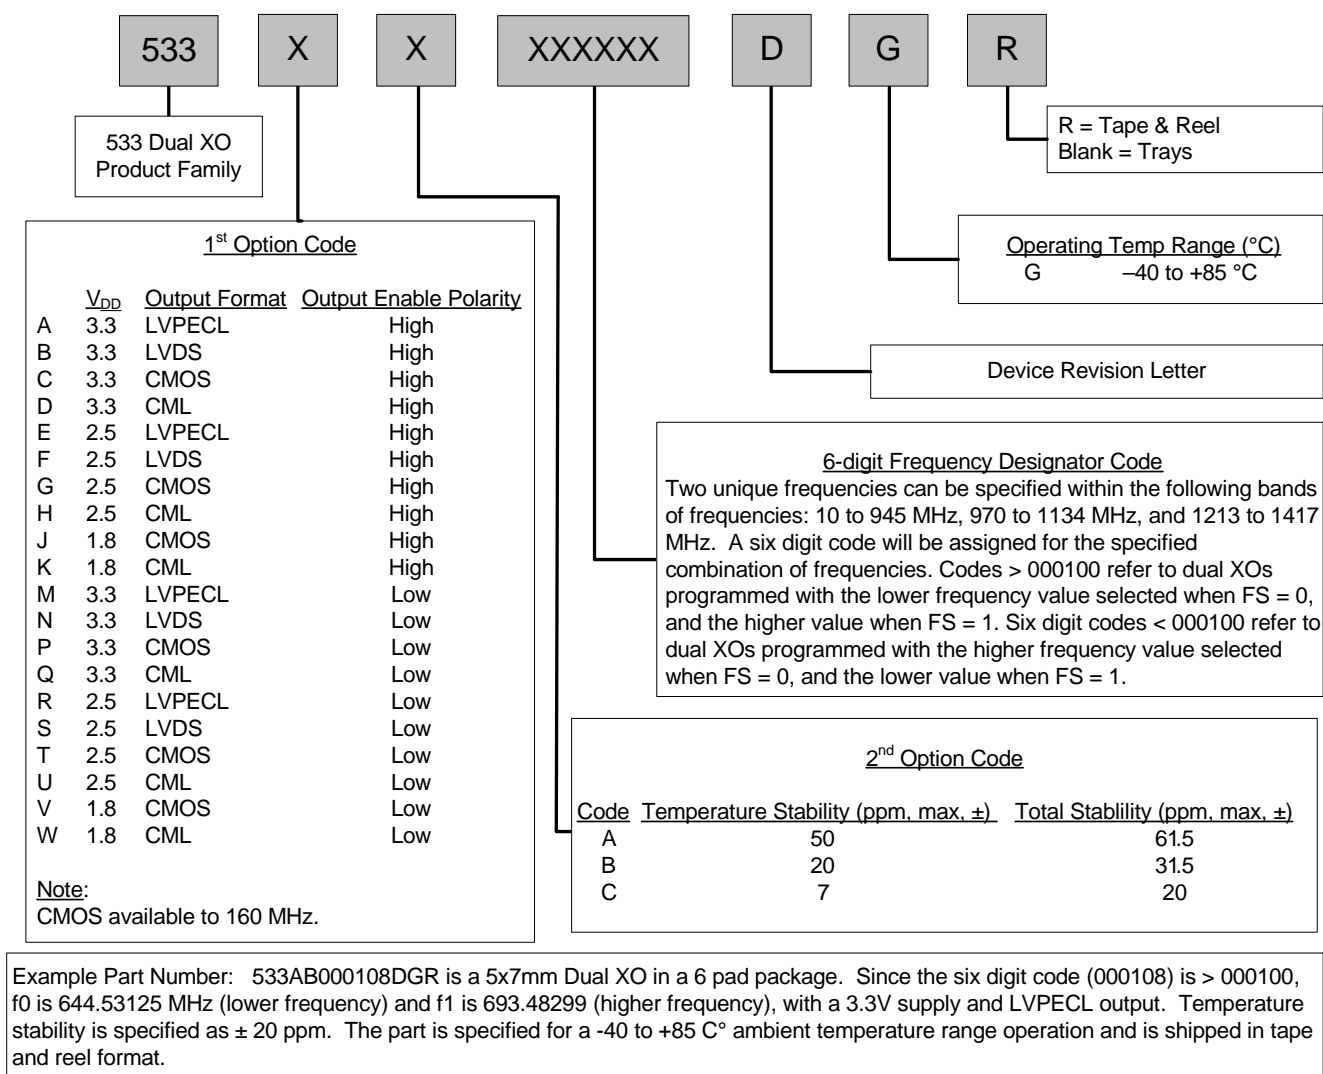 533 X X XXXXXX D G R
533 Dual XO
Product Family
R = Tape & Reel
Blank = Trays
Operating Temp Range (°C)
G –40 to +85 °C
Device Revision Letter
1st Option Code
VDD Output Format Output Enable Polarity
A 3.3 LVPECL High
B 3.3 LVDS High
C 3.3 CMOS High
D 3.3 CML High
E 2.5 LVPECL High
F 2.5 LVDS High
G 2.5 CMOS High
H 2.5 CML High
J 1.8 CMOS High
K 1.8 CML High
M 3.3 LVPECL Low
N 3.3 LVDS Low
P 3.3 CMOS Low
Q 3.3 CML Low
R 2.5 LVPECL Low
S 2.5 LVDS Low
T 2.5 CMOS Low
U 2.5 CML Low
V 1.8 CMOS Low
W 1.8 CML Low
Note:
CMOS available to 160 MHz.
6-digit Frequency Designator Code
Two unique frequencies can be specified within the following bands
of frequencies: 10 to 945 MHz, 970 to 1134 MHz, and 1213 to 1417
MHz. A six digit code will be assigned for the specified
combination of frequencies. Codes > 000100 refer to dual XOs
programmed with the lower frequency value selected when FS = 0,
and the higher value when FS = 1. Six digit codes < 000100 refer to
dual XOs programmed with the higher frequency value selected
when FS = 0, and the lower value when FS = 1.
2nd Option Code
Code Temperature Stability (ppm, max, ±) Total Stablility (ppm, max, ±)
A 50 61.5
B 20 31.5
C 7 20
Example Part Number: 533AB000108DGR is a 5x7mm Dual XO in a 6 pad package. Since the six digit code (000108) is > 000100,
f0 is 644.53125 MHz (lower frequency) and f1 is 693.48299 (higher frequency), with a 3.3V supply and LVPECL output. Temperature
stability is specified as ± 20 ppm. The part is specified for a -40 to +85 C° ambient temperature range operation and is shipped in tape
and reel format.